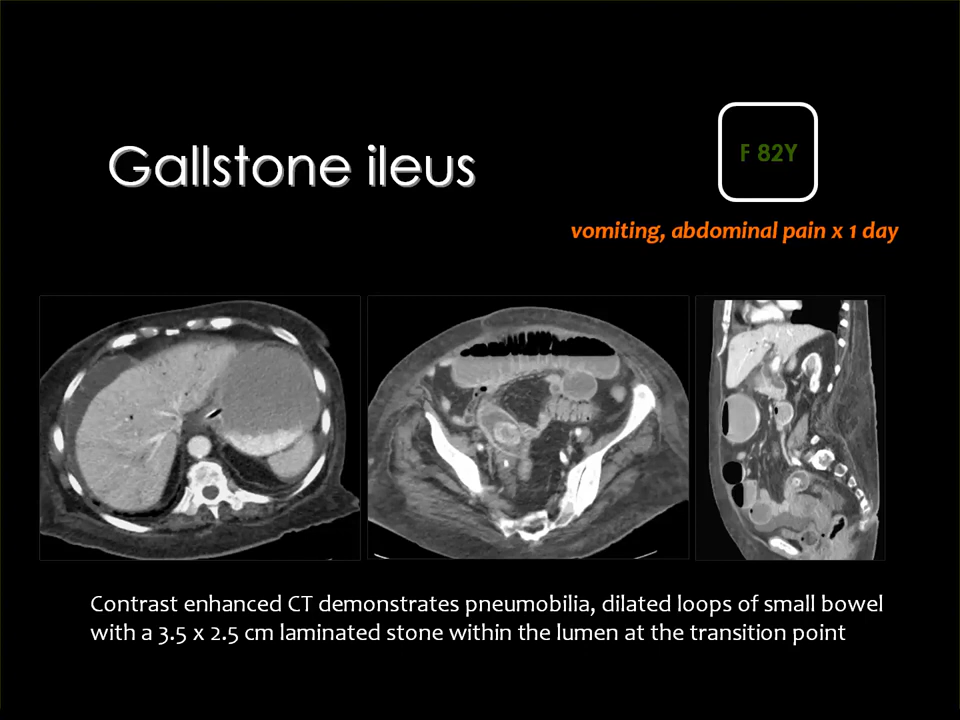 Gallstone ileus
F 82Y
vomiting, abdominal pain x 1 day
Contrast enhanced CT demonstrates pneumobilia, dilated loops of small bowel
with a 3.5 x 2.5 cm laminated stone within the lumen at the transition point